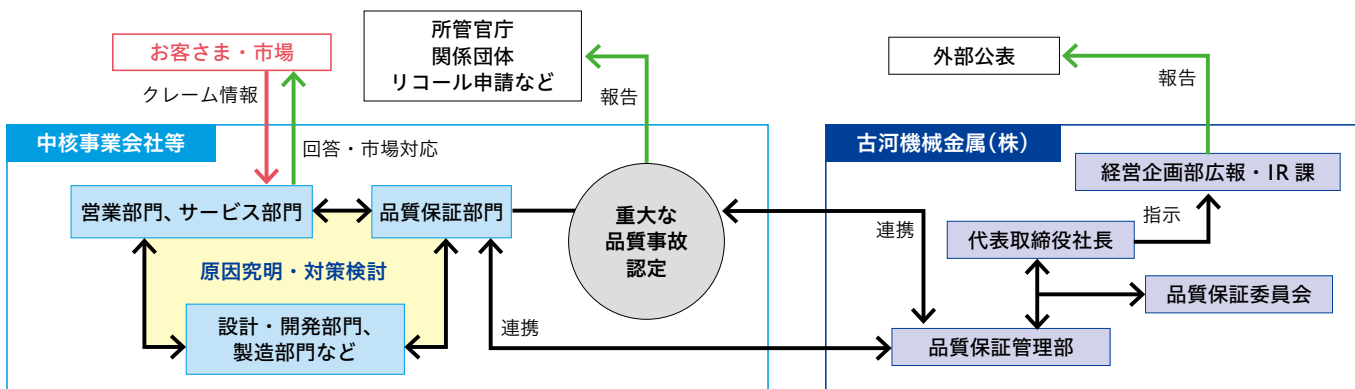 お客さま・市場
クレーム情報
回答・市場対応
所管官庁
関係団体
リコール申請など
報告
外部公表
報告
中核事業会社等
営業部門、サービス部門
品質保証部門
原因究明・対策検討
設計・開発部門、
製造部門など
重大な
品質事故
認定
連携
連携
古河機械金属(株)
経営企画部広報・IR課
指示
代表取締役社長
品質保証委員会
品質保証管理部